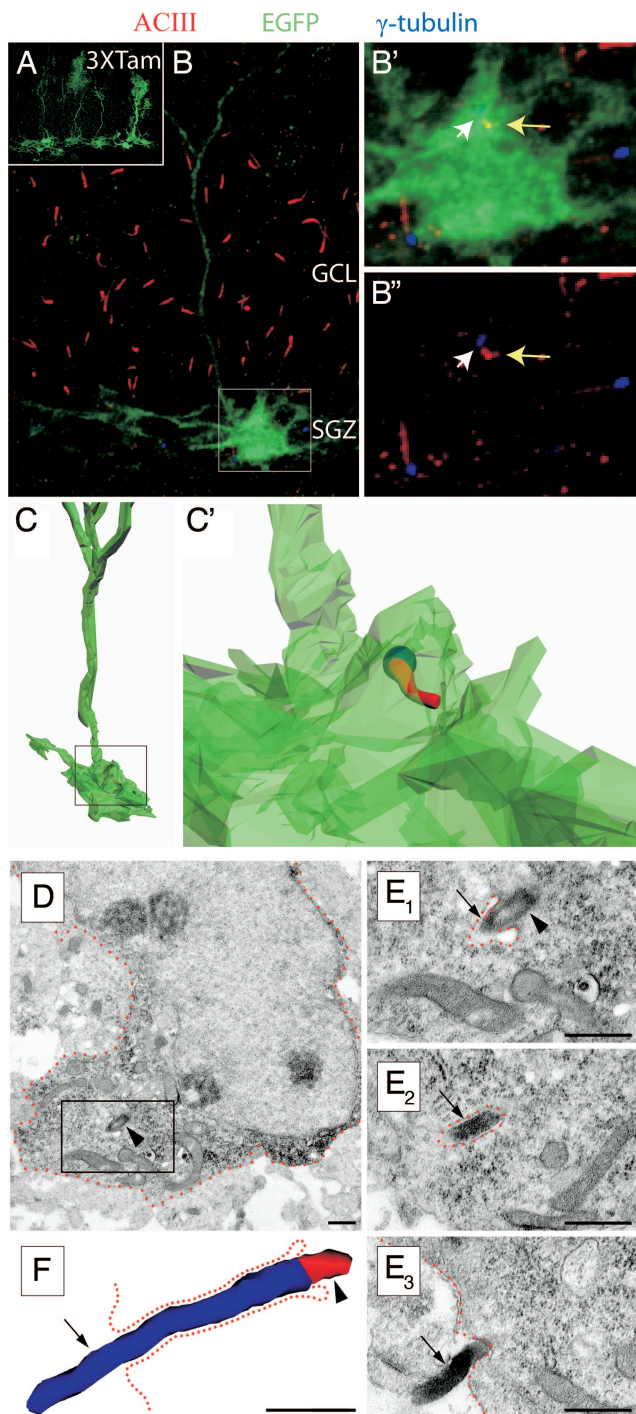 ACIII EGFP γ-tubulin
A 3XTam B B'
GCL
B"
SGZ
C C'
D E1
E2
F E3